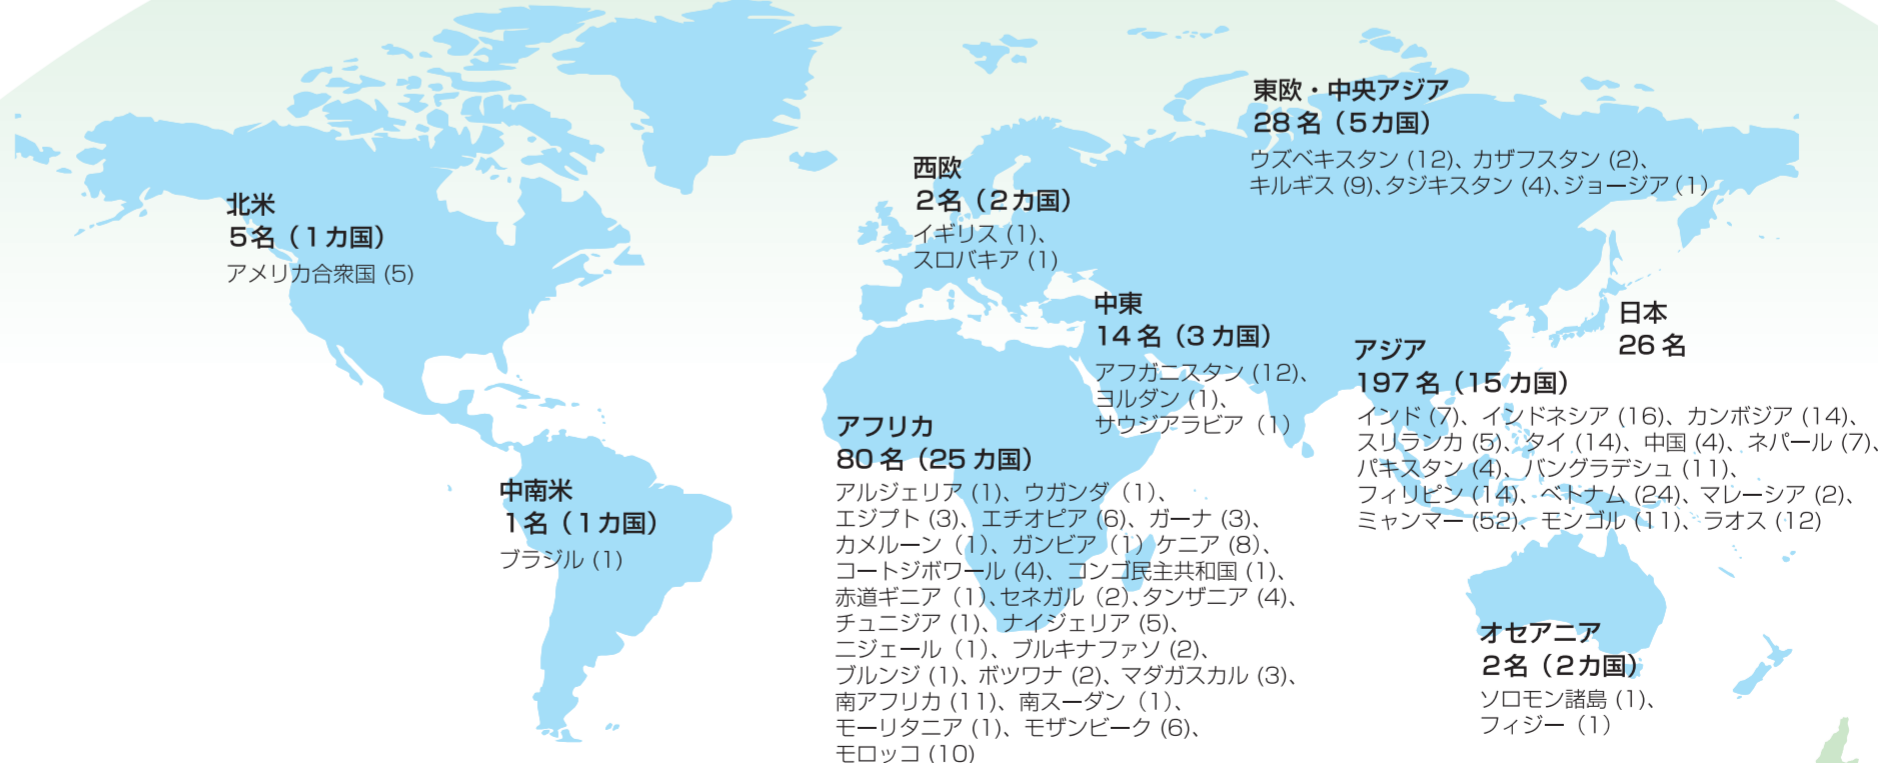 北米
5名（1カ国）
アメリカ合衆国 (5)
中南米
1名（1カ国）
ブラジル (1)
西欧
2名（2カ国）
イギリス (1)、
スロバキア (1)
アフリカ
80名（25カ国）
アルジェリア (1)、ウガンダ（1）、
エジプト (3)、エチオピア (6)、ガーナ (3)、
カメルーン（1）、ガンビア（1）ケニア (8)、
コートジボワール (4)、コンゴ民主共和国 (1)、
赤道ギニア（1）、セネガル（2）、タンザニア (4)、
チュニジア (1)、ナイジェリア (5)、
ニジェール（1）、ブルキナファソ (2)、
ブルンジ (1)、ボツワナ (2)、マダガスカル (3)、
南アフリカ (11)、南スーダン（1）、
モーリタニア (1)、モザンビーク (6)、
モロッコ (10)
中東
14名（3カ国）
アフガニスタン (12)、
ヨルダン (1)、
サウジアラビア（1）
東欧・中央アジア
28名（5カ国）
ウズベキスタン (12)、カザフスタン (2)、
キルギス (9)、タジキスタン (4)、ジョージア（1）
アジア
197名（15カ国）
インド (7)、インドネシア (16)、カンボジア (14)、
スリランカ (5)、タイ (14)、中国 (4)、ネパール (7)、
パキスタン (4)、バングラデシュ (11)、
フィリピン (14)、ベトナム (24)、マレーシア (2)、
ミャンマー (52)、モンゴル (11)、ラオス (12)
日本
26名
オセアニア
2名（2カ国）
ソロモン諸島 (1)、
フィジー（1）